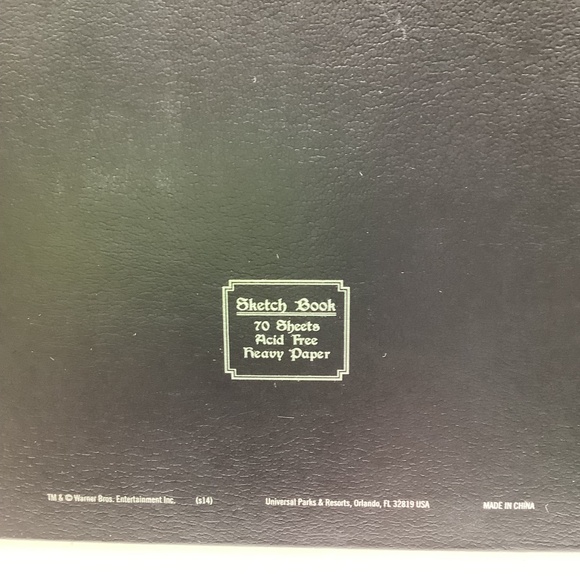 Sketch Book
70 Sheets
Acid Free
Heavy Paper
TM & © Warner Bros. Entertainment Inc. (s14) Universal Parks & Resorts, Orlando, FL 32819 USA MADE IN CHINA